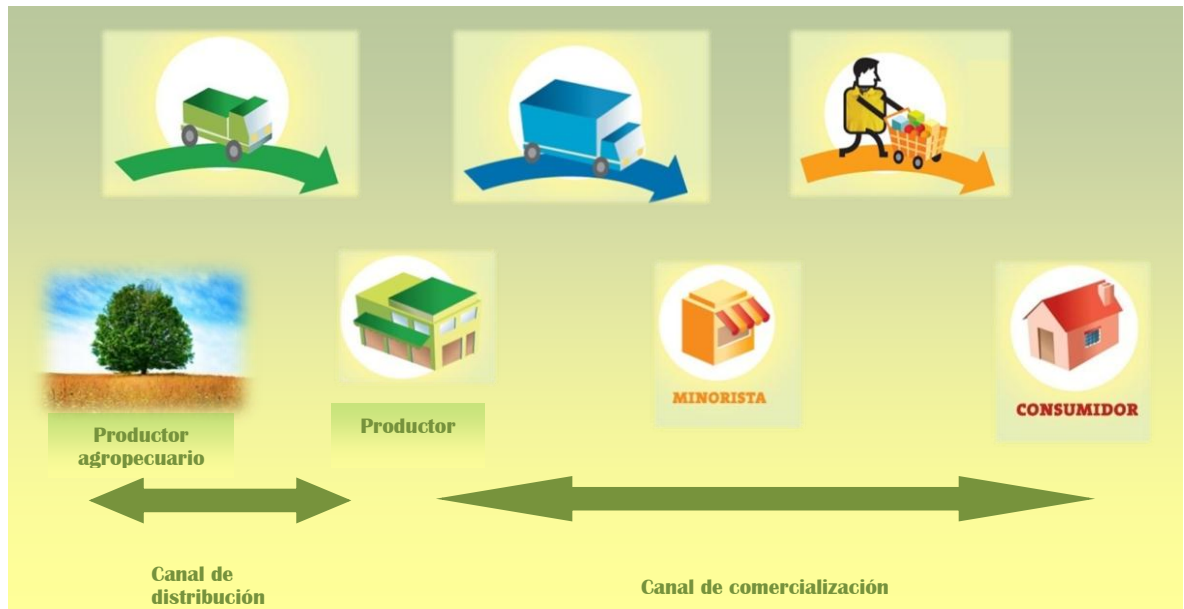 MINORISTA
CONSUMIDOR
Productor
agropecuario
Productor
Canal de
distribución
Canal de comercialización